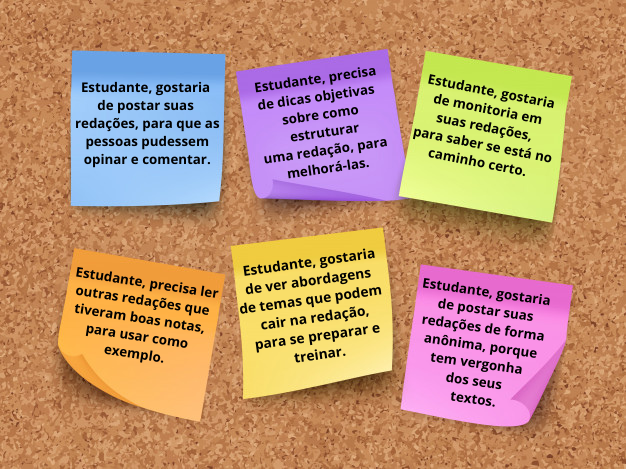 Estudante, gostaria
de postar suas
redações, para que as
pessoas pudessem
opinar e comentar.
Estudante, precisa
de dicas objetivas
sobre como
estruturar
uma redação, para
melhorá-las.
Estudante, gostaria
de monitoria em
suas redações,
para saber se está no
caminho certo.
Estudante, precisa ler
outras redações que
tiveram boas notas,
para usar como
exemplo.
Estudante, gostaria
de ver abordagens
de temas que podem
cair na redação,
para se preparar e
treinar.
Estudante, gostaria
de postar suas
redações de forma
anônima, porque
tem vergonha
dos seus
textos.